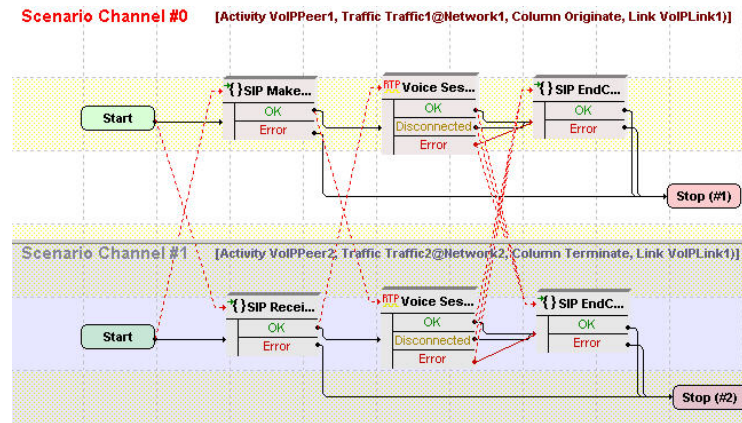 Scenario Channel #0 [Activity VoIPPeer1, Traffic Traffic1@Network1, Column Originate, Link VoIPLink1)]
{}SIP Make...
RTP Voice Ses...
{}SIP EndC...
Start
OK
OK
OK
Error
Disconnected
Error
Error
Stop (#1)
Scenario Channel #1 [Activity VoIPPeer2, Traffic Traffic2@Network2, Column Terminate, Link VoIPLink1)]
{}SIP Recei...
RTP Voice Ses...
{}SIP EndC...
Start
OK
OK
OK
Error
Disconnected
Error
Error
Stop (#2)